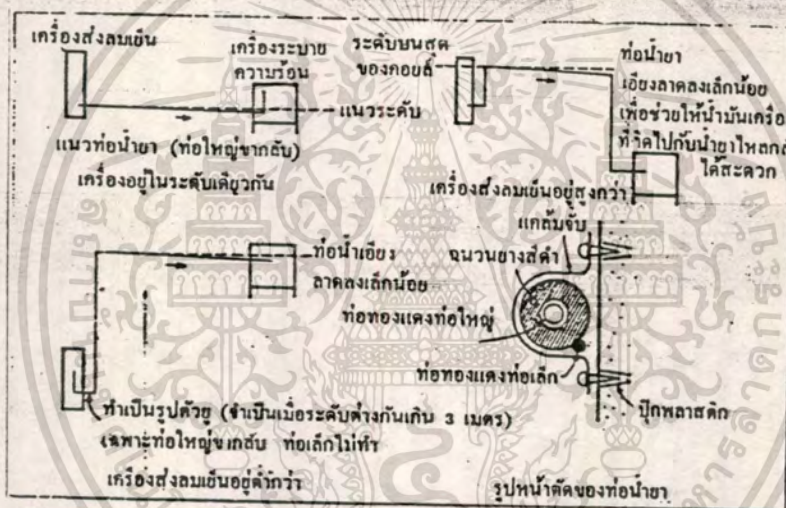 เครื่องส่งลมเย็น
เครื่องระบาย
ความร้อน
แนวระดับ
แนวท่อน้ำยา (ท่อใหญ่ขากลับ)
เครื่องอยู่ในระดับเดียวกัน
ระดับบนสุด
ของคอยล์
ท่อน้ำยา
เอียงลาดลงเล็กน้อย
เพื่อช่วยให้น้ำมันเครื่อ
ที่ติดไปกับน้ำยาไหลกลั
ได้สะดวก
เครื่องส่งลมเย็นอยู่สูงกว่า
ท่อน้ำเอียง
ลาดลงเล็กน้อย
ทำเป็นรูปตัวยู (จำเป็นเมื่อระดับต่างกันเกิน 3 เมตร)
เฉพาะท่อใหญ่ขากลับ ท่อเล็กไม่ทำ
เครื่องส่งลมเย็นอยู่ต่ำกว่า
แกล้มจับ
ฉนวนยางสีดำ
ท่อทองแดงท่อใหญ่
ท่อทองแดงท่อเล็ก
ปุ๊กพลาสติก
รูปหน้าตัดของท่อน้ำยา